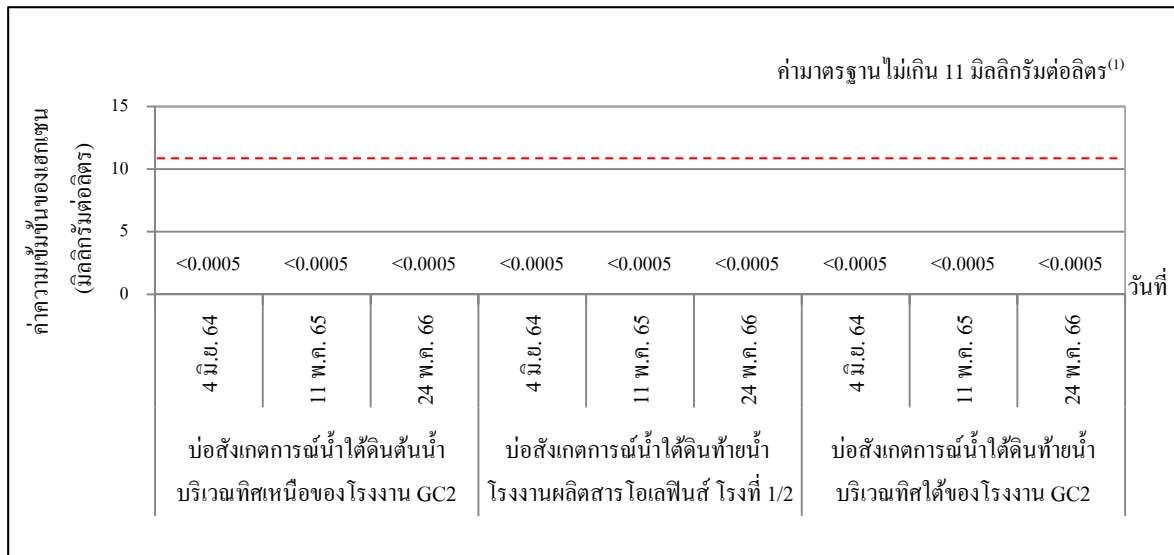 ค่ามาตรฐานไม่เกิน 11 มิลลิกรัมต่อลิตร(1)
ค่าความเข้มข้นของเฮกเซน
(มิลลิกรัมต่อลิตร)
15
10
5
0
<0.0005 <0.0005 <0.0005 <0.0005 <0.0005 <0.0005 <0.0005 <0.0005 <0.0005
วันที่
4 มิ.ย. 64 11 พ.ค. 65 24 พ.ค. 66 4 มิ.ย. 64 11 พ.ค. 65 24 พ.ค. 66 4 มิ.ย. 64 11 พ.ค. 65 24 พ.ค. 66
บ่อสังเกตการณ์น้ำใต้ดินต้นน้ำ
บริเวณทิศเหนือของโรงงาน GC2
บ่อสังเกตการณ์น้ำใต้ดินท้ายน้ำ
โรงงานผลิตสารโอเลฟินส์ โรงที่ 1/2
บ่อสังเกตการณ์น้ำใต้ดินท้ายน้ำ
บริเวณทิศใต้ของโรงงาน GC2